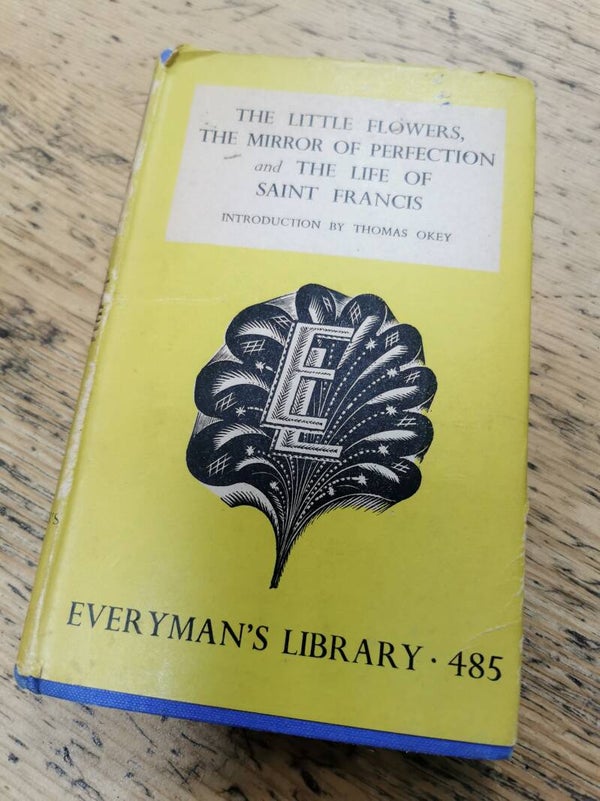 THE LITTLE FLOWERS,
THE MIRROR OF PERFECTION
and THE LIFE OF
SAINT FRANCIS
INTRODUCTION BY THOMAS OKEY
EL
EVERYMAN'S LIBRARY · 485